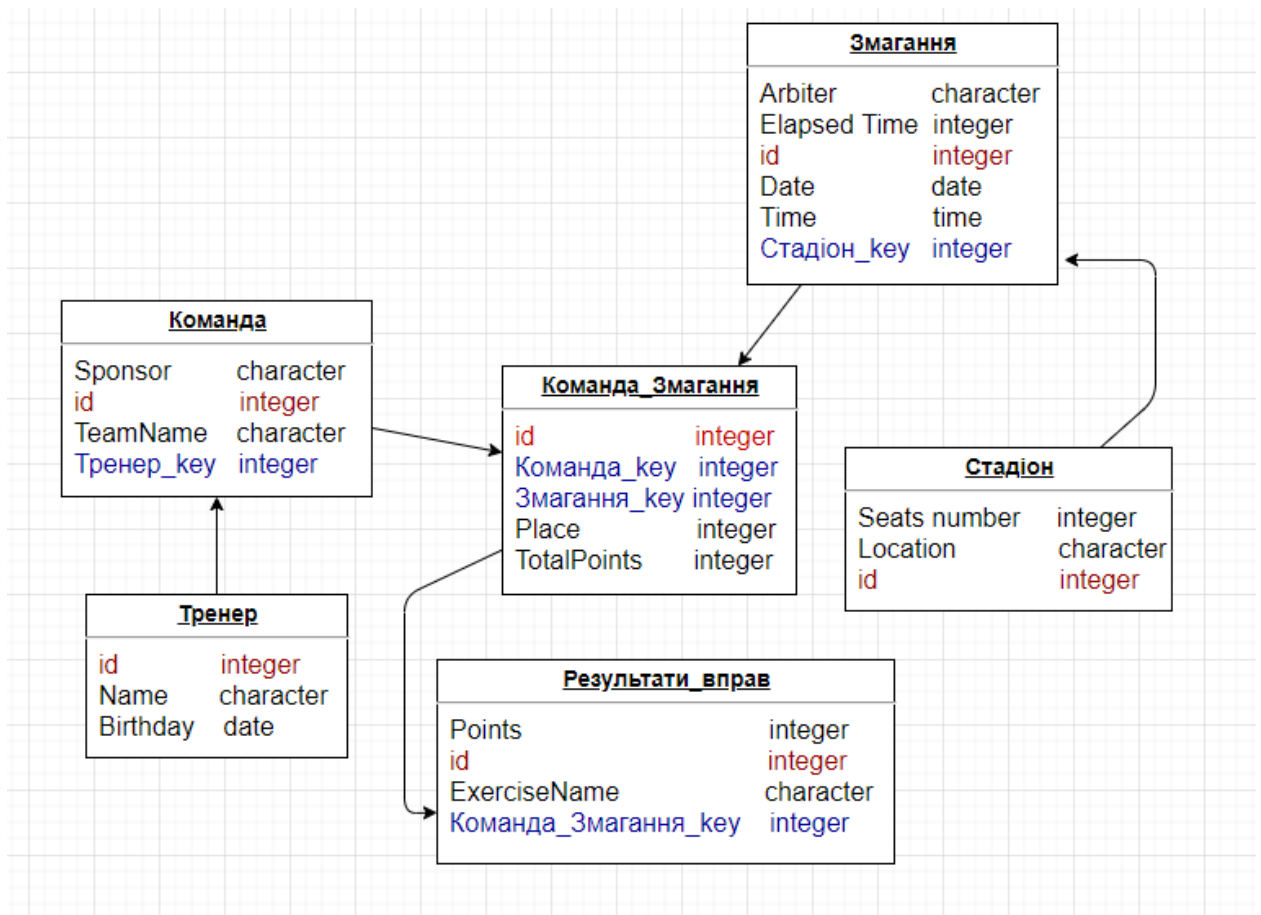 Змагання
Arbiter character
Elapsed Time integer
id integer
Date date
Time time
Стадіон_key integer
Команда
Sponsor character
id integer
TeamName character
Тренер_key integer
Команда_Змагання
id integer
Команда_key integer
Змагання_key integer
Place integer
TotalPoints integer
Стадіон
Seats number integer
Location character
id integer
Тренер
id integer
Name character
Birthday date
Результати_вправ
Points integer
id integer
ExerciseName character
Команда_Змагання_key integer